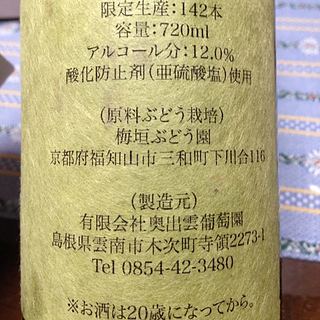 限定生産:142本
容量:720ml
アルコール分:12.0%
酸化防止剤(亜硫酸塩)使用
(原料ぶどう栽培)
梅垣ぶどう園
京都府福知山市三和町下川合116
(製造元)
有限会社奥出雲葡萄園
島根県雲南市木次町寺領2273-1
Tel 0854-42-3480
※お酒は20歳になってから。